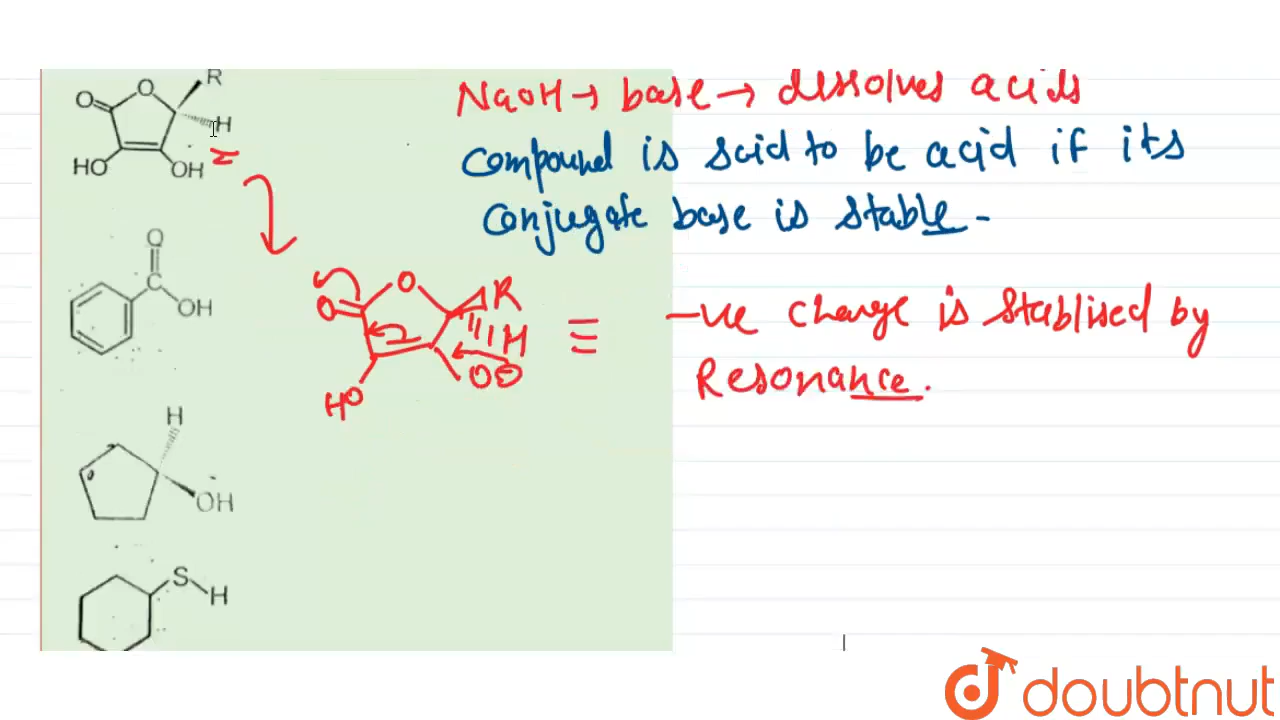 R
O
O
H
HO
OH
I
NaOH → base → dissolves acids
Compound is said to be acid if its
Conjugate base is stable -
O
C
OH
O
O
R
H
HO
O⊖
≡
-ve charge is stablised by
Resonance.
H
OH
S
H
doubtnut